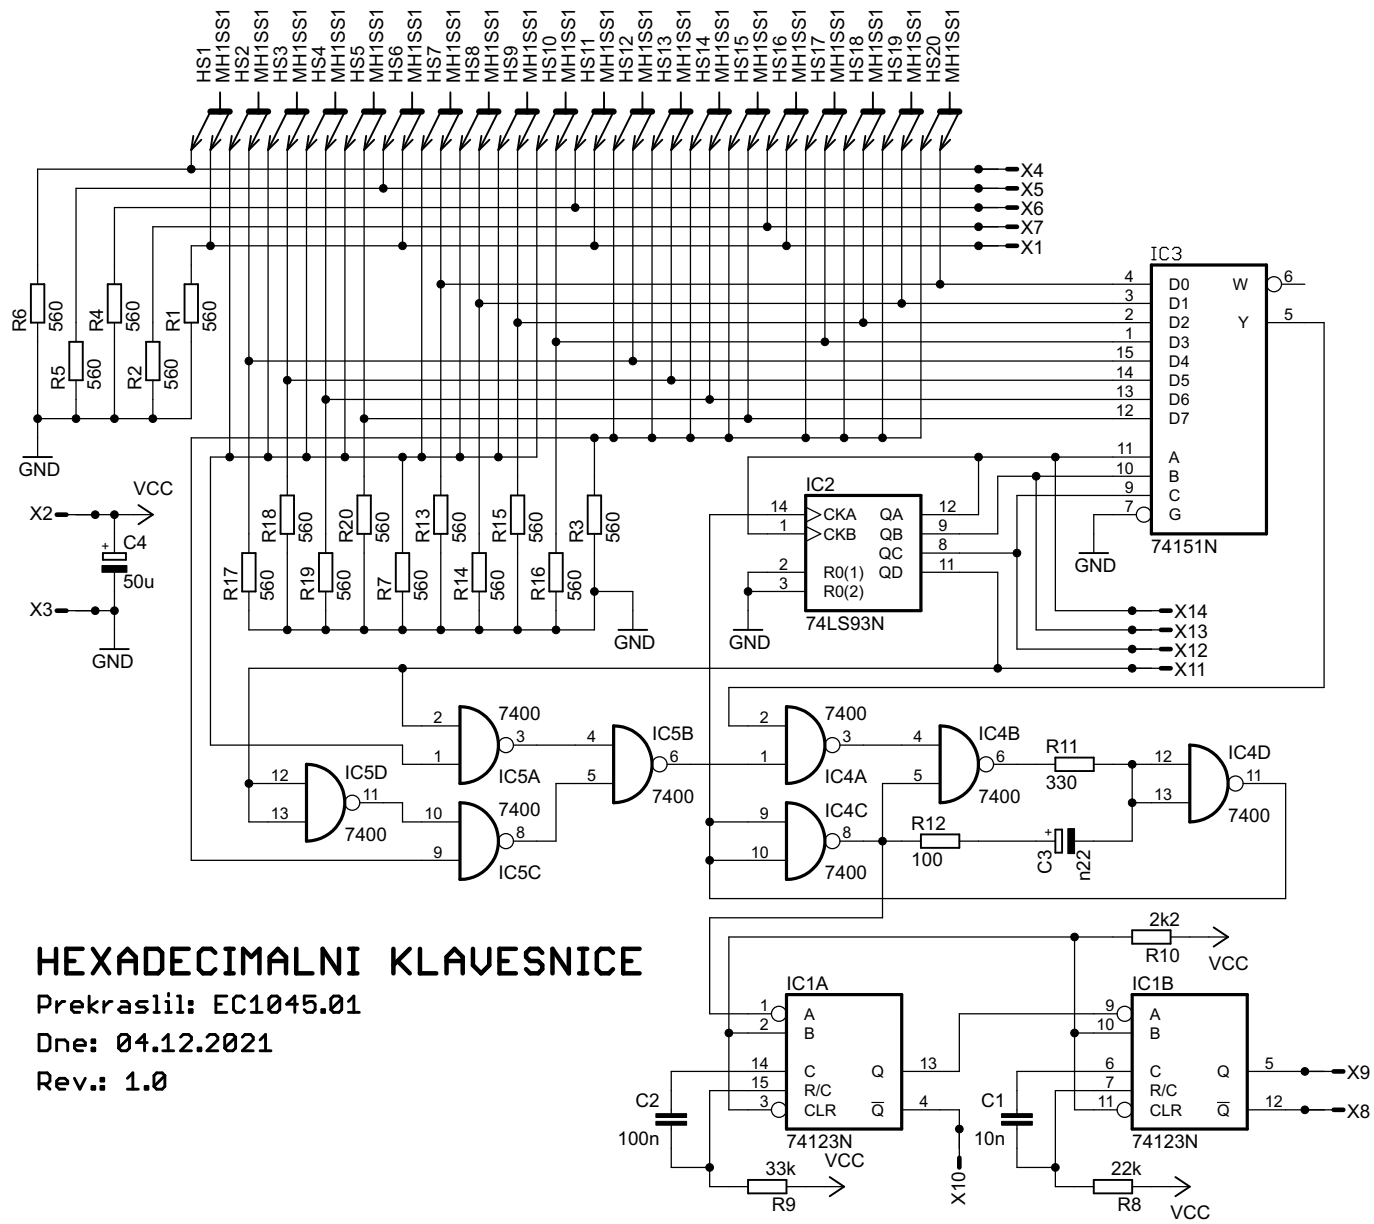 HS1
MH1SS1
HS2
MH1SS1
HS3
MH1SS1
HS4
MH1SS1
HS5
MH1SS1
HS6
MH1SS1
HS7
MH1SS1
HS8
MH1SS1
HS9
MH1SS1
HS10
MH1SS1
HS11
MH1SS1
HS12
MH1SS1
HS13
MH1SS1
HS14
MH1SS1
HS15
MH1SS1
HS16
MH1SS1
HS17
MH1SS1
HS18
MH1SS1
HS19
MH1SS1
HS20
MH1SS1
X4
X5
X6
X7
X1
R6
560
R5
560
R4
560
R2
560
R1
560
GND
IC3
4 D0 W 6
3 D1
2 D2 Y 5
1 D3
15 D4
14 D5
13 D6
12 D7
11 A
10 B
9 C
7 G
74151N
GND
X2
VCC
+
C4
50u
X3
GND
R17
560
R18
560
R19
560
R20
560
R7
560
R13
560
R14
560
R15
560
R16
560
R3
560
GND
IC2
14 CKA QA 12
1 CKB QB 9
QC 8
2 R0(1) QD 11
3 R0(2)
74LS93N
GND
X14
X13
X12
X11
2
1
7400
3
IC5A
12
13
IC5D
11
7400
10
9
7400
8
IC5C
4
5
IC5B
6
7400
2
1
7400
3
IC4A
9
10
IC4C
8
7400
4
5
IC4B
6
7400
R11
330
R12
100
+
C3
n22
12
13
IC4D
11
7400
HEXADECIMALNI KLAVESNICE
Prekraslil: EC1045.01
Dne: 04.12.2021
Rev.: 1.0
2k2
R10
VCC
IC1A
1 A
2 B
14 C Q 13
15 R/C
3 CLR Q 4
74123N
C2
100n
33k
R9
VCC
X10
IC1B
9 A
10 B
6 C Q 5
7 R/C
11 CLR Q 12
74123N
C1
10n
22k
R8
VCC
X9
X8